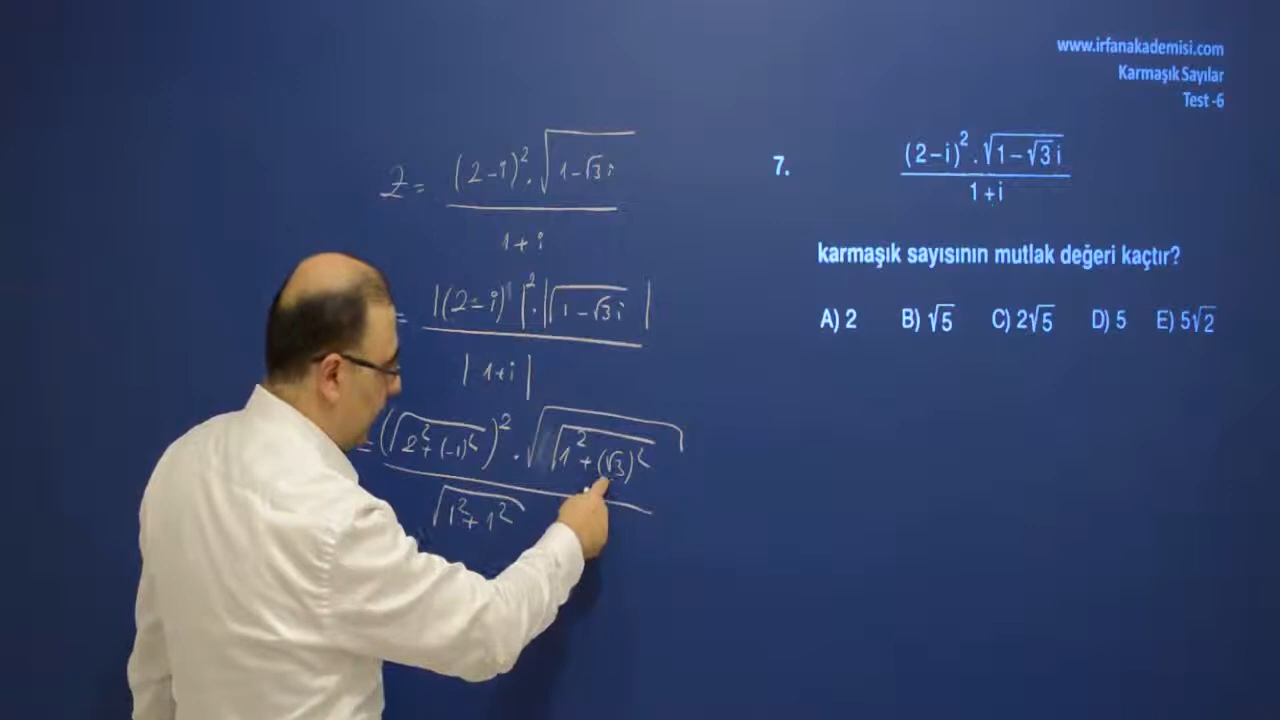 www.irfanakademisi.com
Karmaşık Sayılar
Test -6
7.
(2-i)². √(1-√3i)
1+i
karmaşık sayısının mutlak değeri kaçtır?
A) 2 B) √5 C) 2√5 D) 5 E) 5√2
Z = (2-i)². √(1-√3i)
1+i
= |(2-i)|². |√(1-√3i)|
|1+i|
= (√(2²+(-1)²))². √(√(1²+(√3)²))
√(1²+1²)